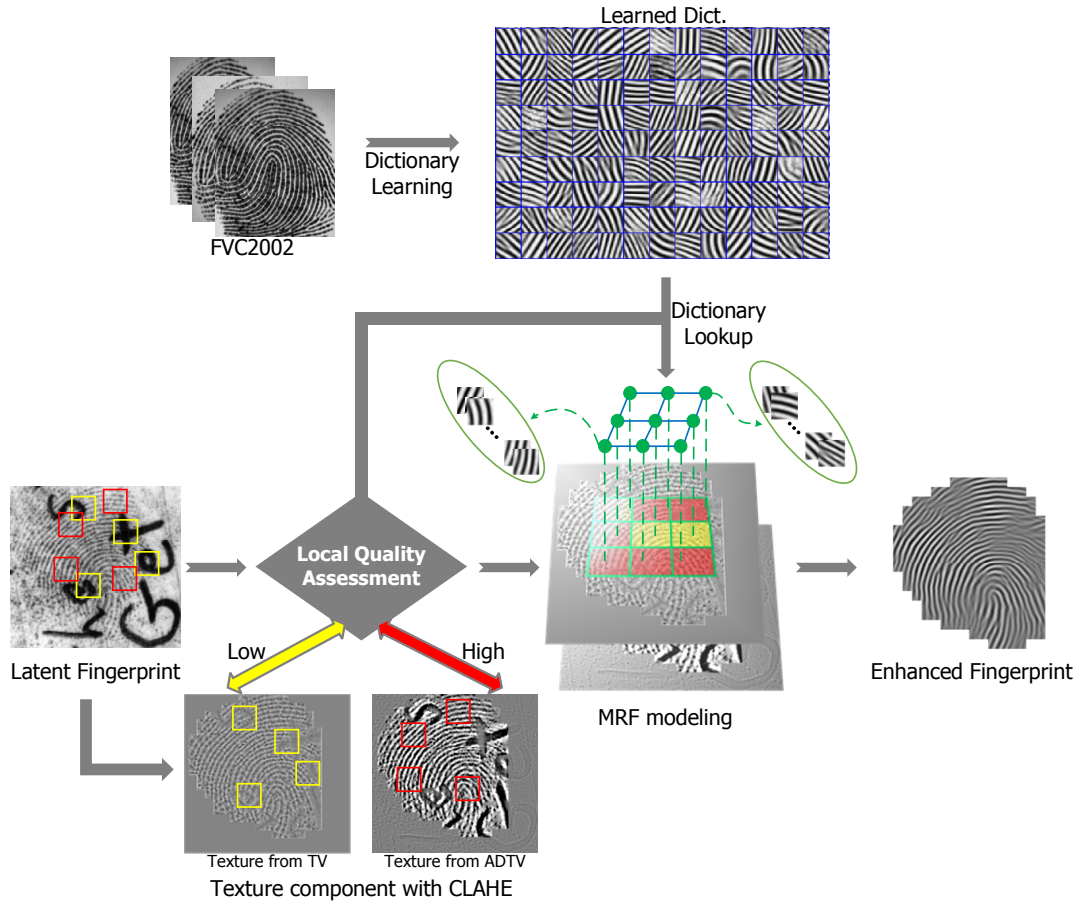 Learned Dict.
Dictionary
Learning
FVC2002
Dictionary
Lookup
Local Quality
Assessment
Low
High
Latent Fingerprint
MRF modeling
Enhanced Fingerprint
Texture from TV
Texture from ADTV
Texture component with CLAHE